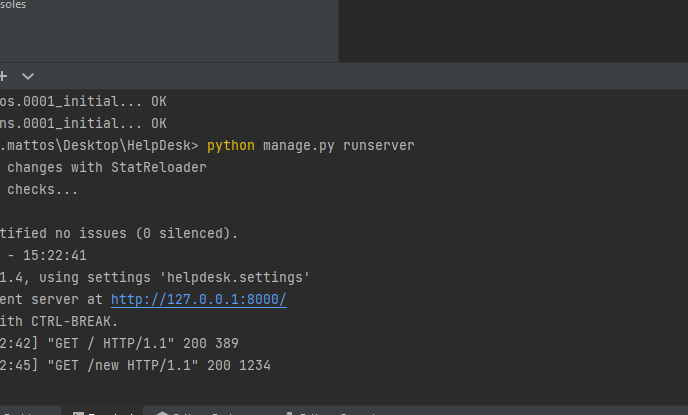 soles
os.0001_initial... OK
ns.0001_initial... OK
.mattos\Desktop\HelpDesk> python manage.py runserver
changes with StatReloader
checks...
tified no issues (0 silenced).
- 15:22:41
1.4, using settings 'helpdesk.settings'
ent server at http://127.0.0.1:8000/
ith CTRL-BREAK.
2:42] "GET / HTTP/1.1" 200 389
2:45] "GET /new HTTP/1.1" 200 1234